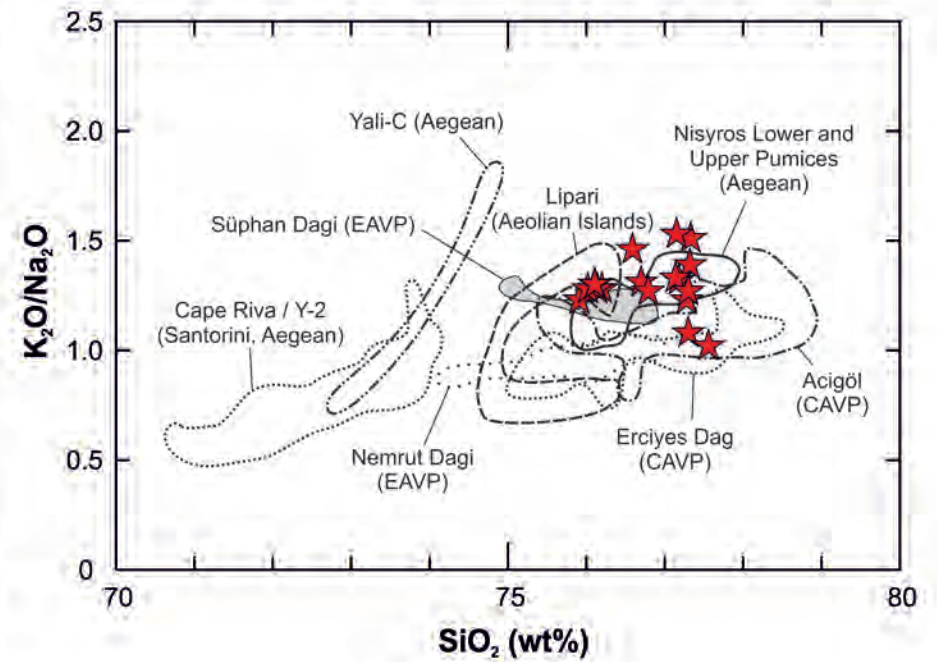 2.5
2.0
1.5
1.0
0.5
0
K₂O/Na₂O
Yali-C (Aegean)
Nisyros Lower and
Upper Pumices
(Aegean)
Lipari
(Aeolian Islands)
Süphan Dagi (EAVP)
Cape Riva / Y-2
(Santorini, Aegean)
Acigöl
(CAVP)
Erciyes Dag
(CAVP)
Nemrut Dagi
(EAVP)
70
75
80
SiO₂ (wt%)